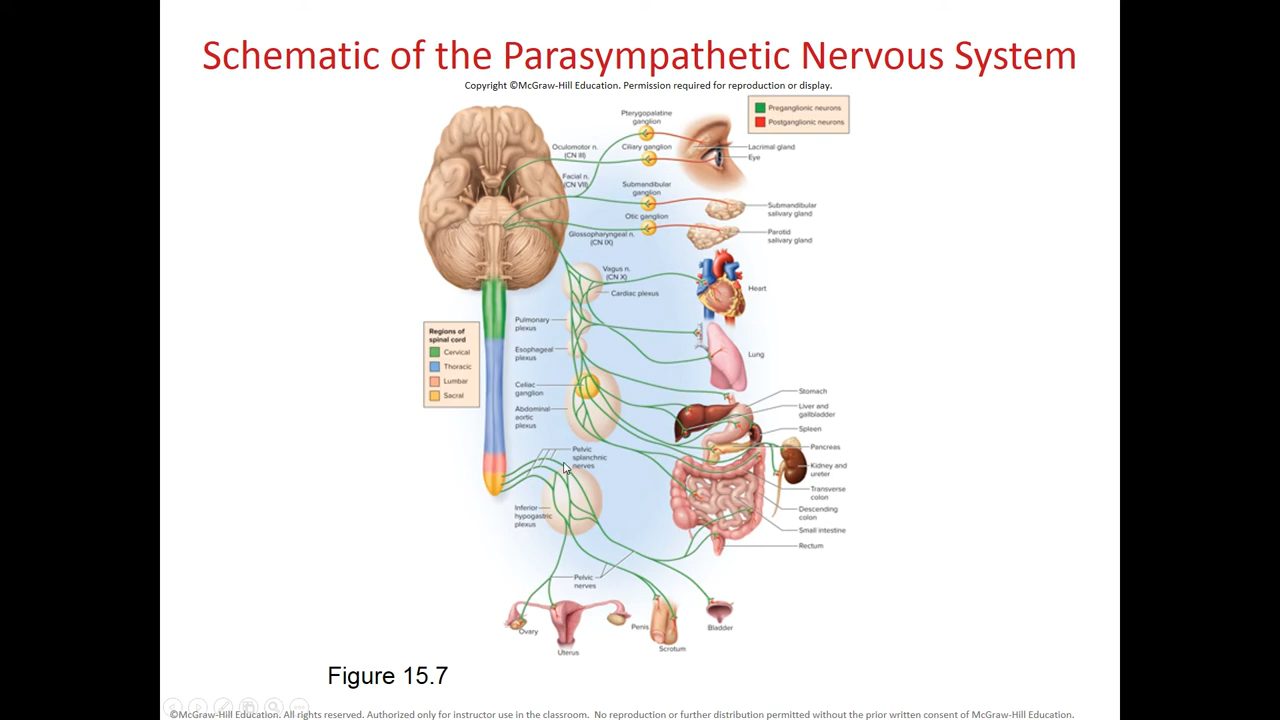 Schematic of the Parasympathetic Nervous System
Copyright ©McGraw-Hill Education. Permission required for reproduction or display.
Preganglionic neurons
Postganglionic neurons
Pterygopalatine
ganglion
Oculomotor n.
(CN III)
Ciliary ganglion
Lacrimal gland
Eye
Facial n.
(CN VII)
Submandibular
ganglion
Submandibular
salivary gland
Otic ganglion
Glossopharyngeal n.
(CN IX)
Parotid
salivary gland
Vagus n.
(CN X)
Cardiac plexus
Heart
Pulmonary
plexus
Regions of
spinal cord
Cervical
Thoracic
Lumbar
Sacral
Esophageal
plexus
Lung
Celiac
ganglion
Abdominal
aortic
plexus
Stomach
Liver and
gallbladder
Spleen
Pancreas
Kidney and
ureter
Transverse
colon
Descending
colon
Small intestine
Rectum
Pelvic
splanchnic
nerves
Inferior
hypogastric
plexus
Pelvic
nerves
Ovary
Uterus
Penis
Scrotum
Bladder
Figure 15.7
©McGraw-Hill Education. All rights reserved. Authorized only for instructor use in the classroom. No reproduction or further distribution permitted without the prior written consent of McGraw-Hill Education.